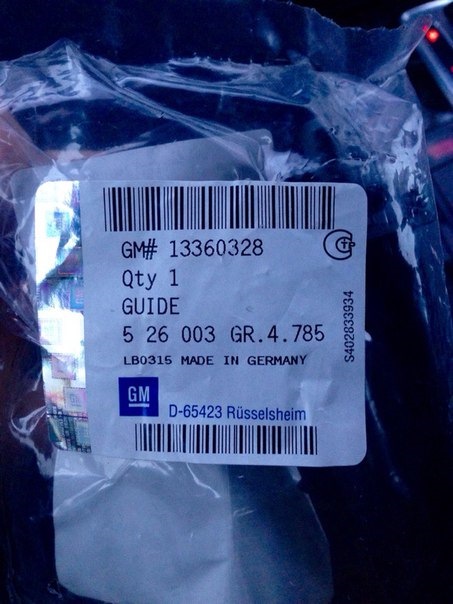 GM# 13360328
Qty 1
GUIDE
5 26 003 GR.4.785
LB0315 MADE IN GERMANY
S402833934
GM
D-65423 Rüsselsheim